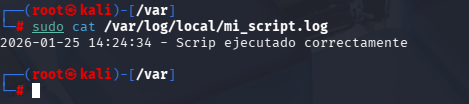 ┌──(root㉿kali)-[/var]
└─# sudo cat /var/log/local/mi_script.log
2026-01-25 14:24:34 - Scrip ejecutado correctamente

┌──(root㉿kali)-[/var]
└─#